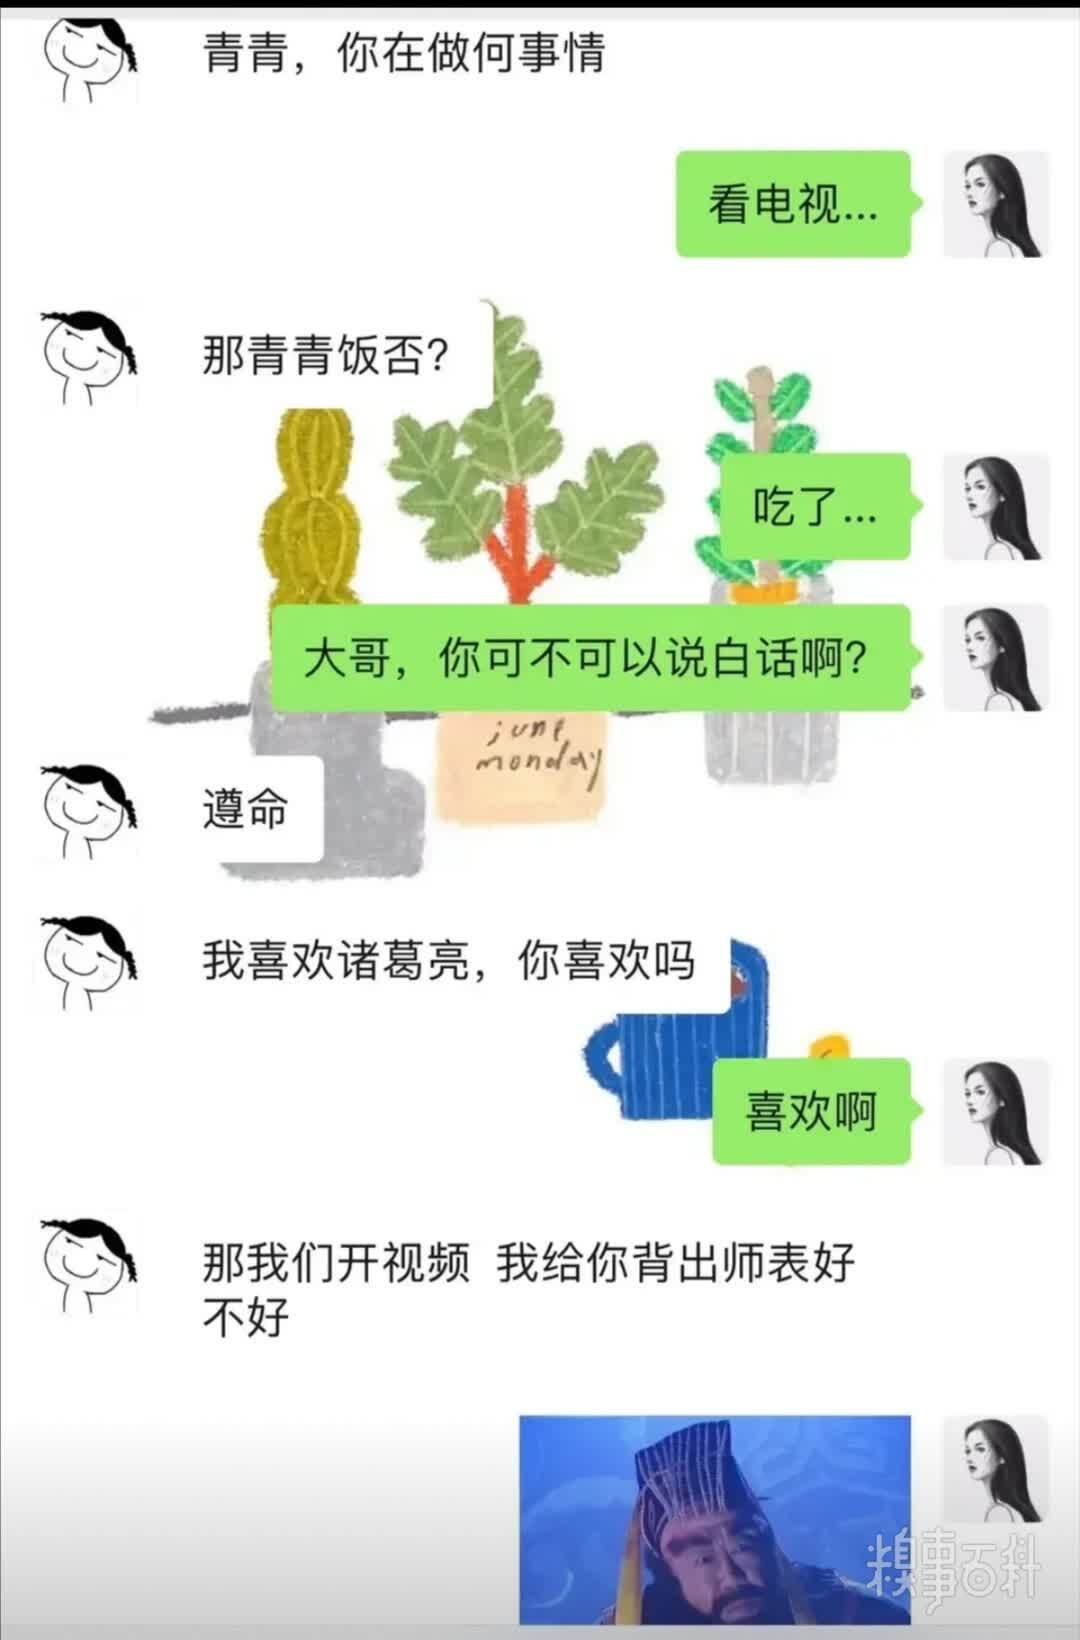 青青，你在做何事情
看电视...
那青青饭否？
吃了...
大哥，你可不可以说白话啊？
june
monday
遵命
我喜欢诸葛亮，你喜欢吗
喜欢啊
那我们开视频 我给你背出师表好
不好
糗事百科